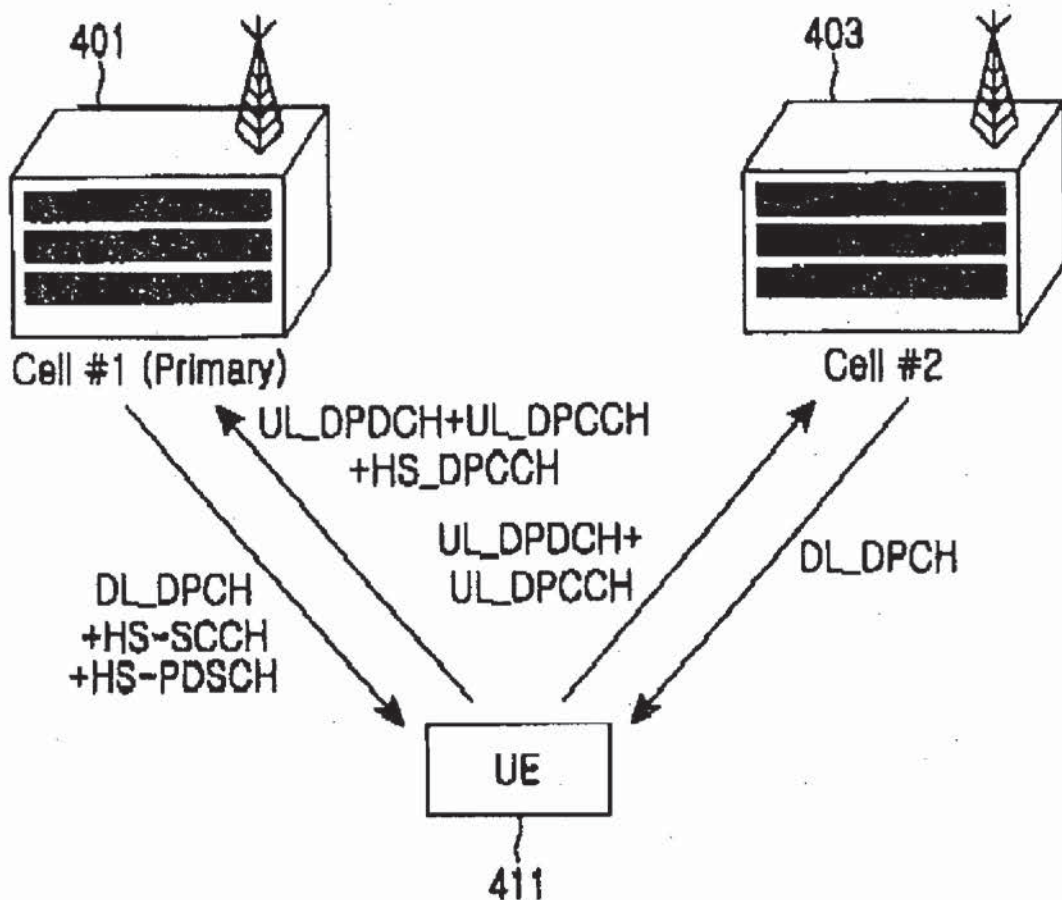 401
403
Cell #1 (Primary)
Cell #2
UL_DPDCH+UL_DPCCH
+HS_DPCCH
UL_DPDCH+
UL_DPCCH
DL_DPCH
DL_DPCH
+HS-SCCH
+HS-PDSCH
UE
411